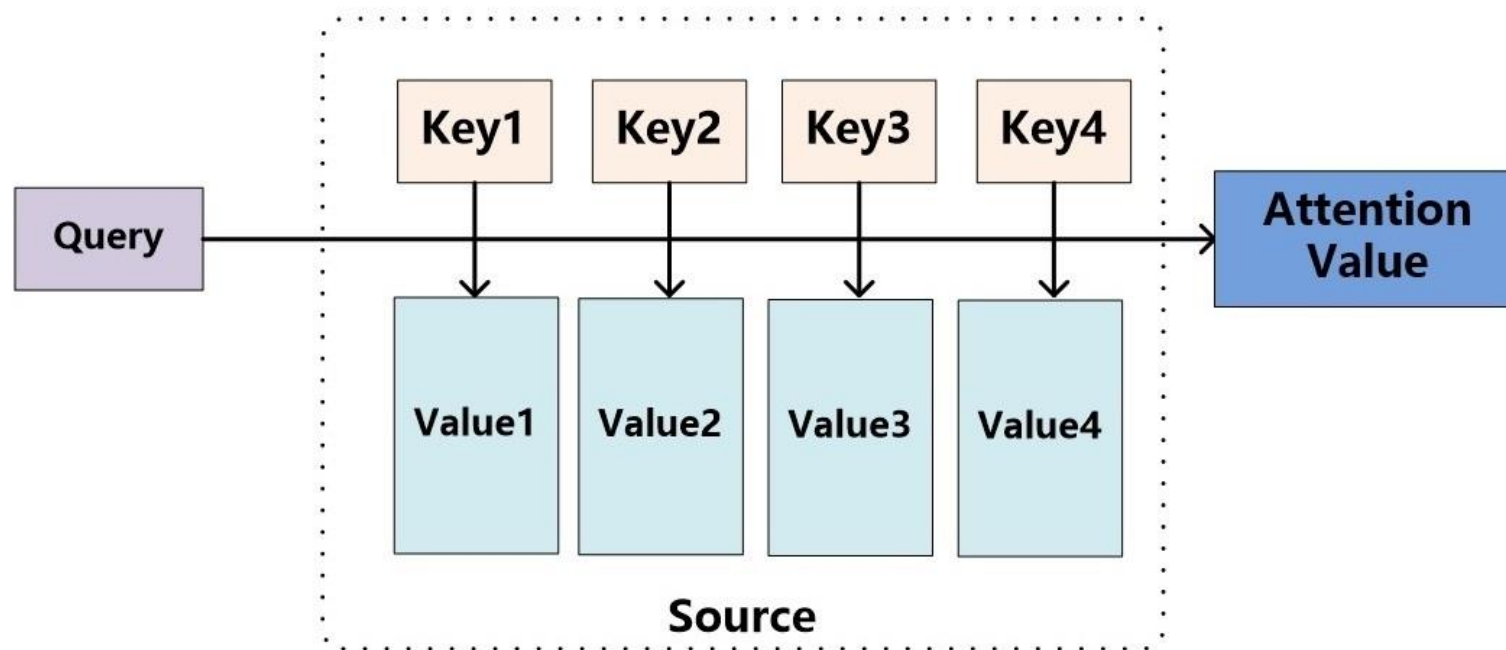 Key1 Key2 Key3 Key4
Query
Attention
Value
Value1 Value2 Value3 Value4
Source